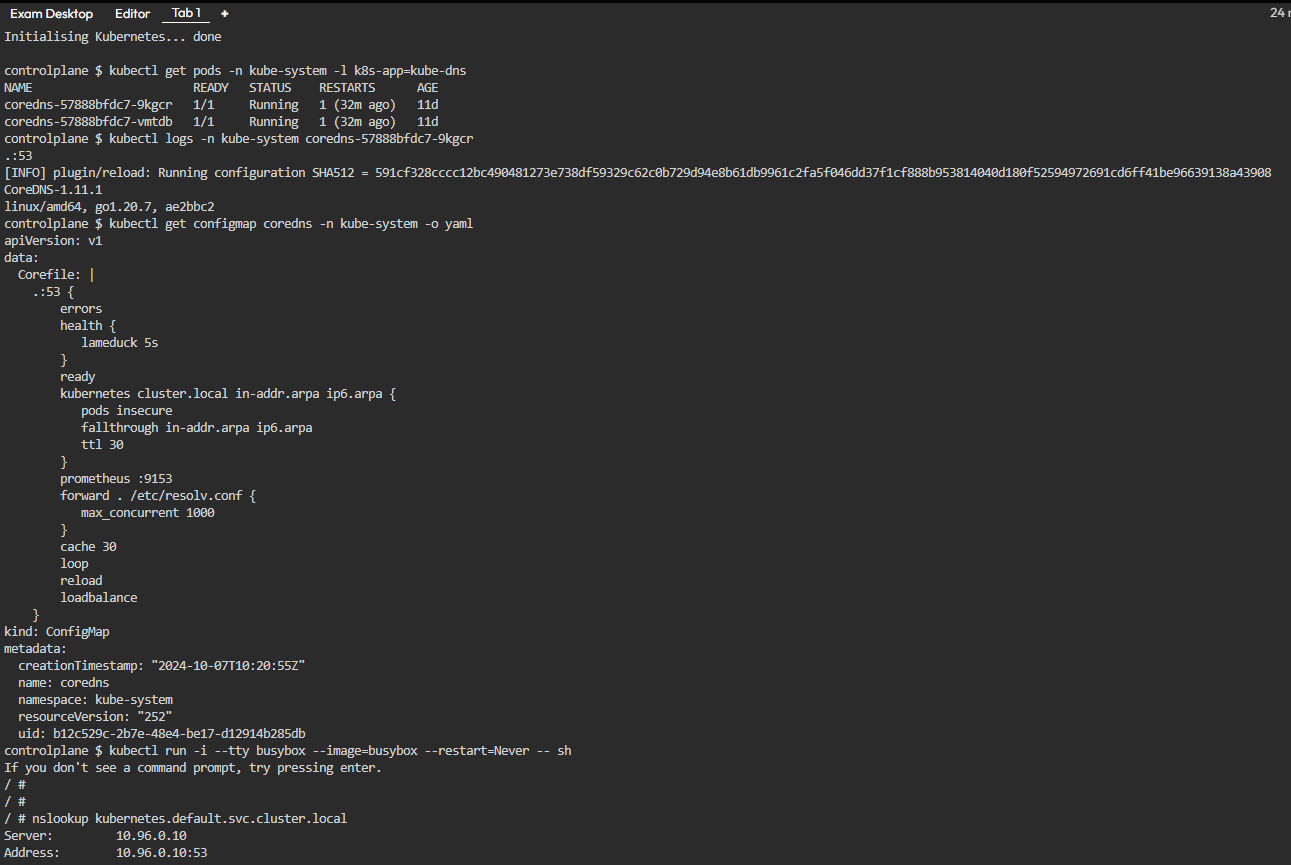 Exam Desktop Editor Tab 1 + 24
Initialising Kubernetes... done
controlplane $ kubectl get pods -n kube-system -l k8s-app=kube-dns
NAME                       READY   STATUS    RESTARTS      AGE
coredns-57888bfdc7-9kgcr   1/1     Running   1 (32m ago)   11d
coredns-57888bfdc7-vmtdb   1/1     Running   1 (32m ago)   11d
controlplane $ kubectl logs -n kube-system coredns-57888bfdc7-9kgcr
.:53
[INFO] plugin/reload: Running configuration SHA512 = 591cf328cccc12bc490481273e738df59329c62c0b729d94e8b61db9961c2fa5f046dd37f1cf888b953814040d180f52594972691cd6ff41be96639138a43908
CoreDNS-1.11.1
linux/amd64, go1.20.7, ae2bbc2
controlplane $ kubectl get configmap coredns -n kube-system -o yaml
apiVersion: v1
data:
  Corefile: |
    .:53 {
        errors
        health {
           lameduck 5s
        }
        ready
        kubernetes cluster.local in-addr.arpa ip6.arpa {
           pods insecure
           fallthrough in-addr.arpa ip6.arpa
           ttl 30
        }
        prometheus :9153
        forward . /etc/resolv.conf {
           max_concurrent 1000
        }
        cache 30
        loop
        reload
        loadbalance
    }
kind: ConfigMap
metadata:
  creationTimestamp: "2024-10-07T10:20:55Z"
  name: coredns
  namespace: kube-system
  resourceVersion: "252"
  uid: b12c529c-2b7e-48e4-be17-d12914b285db
controlplane $ kubectl run -i --tty busybox --image=busybox --restart=Never -- sh
If you don't see a command prompt, try pressing enter.
/ #
/ #
/ # nslookup kubernetes.default.svc.cluster.local
Server:         10.96.0.10
Address:        10.96.0.10:53